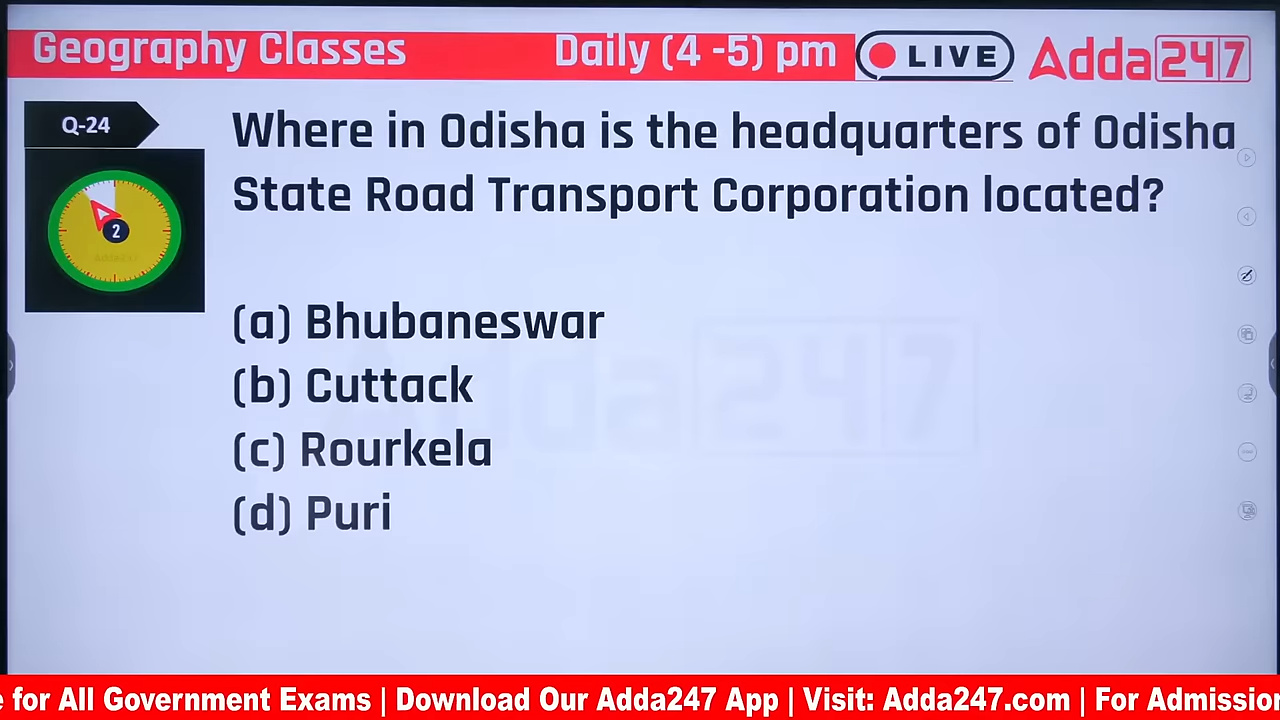 Geography Classes Daily (4 -5) pm LIVE Adda247
Q-24
Where in Odisha is the headquarters of Odisha
State Road Transport Corporation located?
2
(a) Bhubaneswar
(b) Cuttack
(c) Rourkela
(d) Puri
Adda247
e for All Government Exams | Download Our Adda247 App | Visit: Adda247.com | For Admission